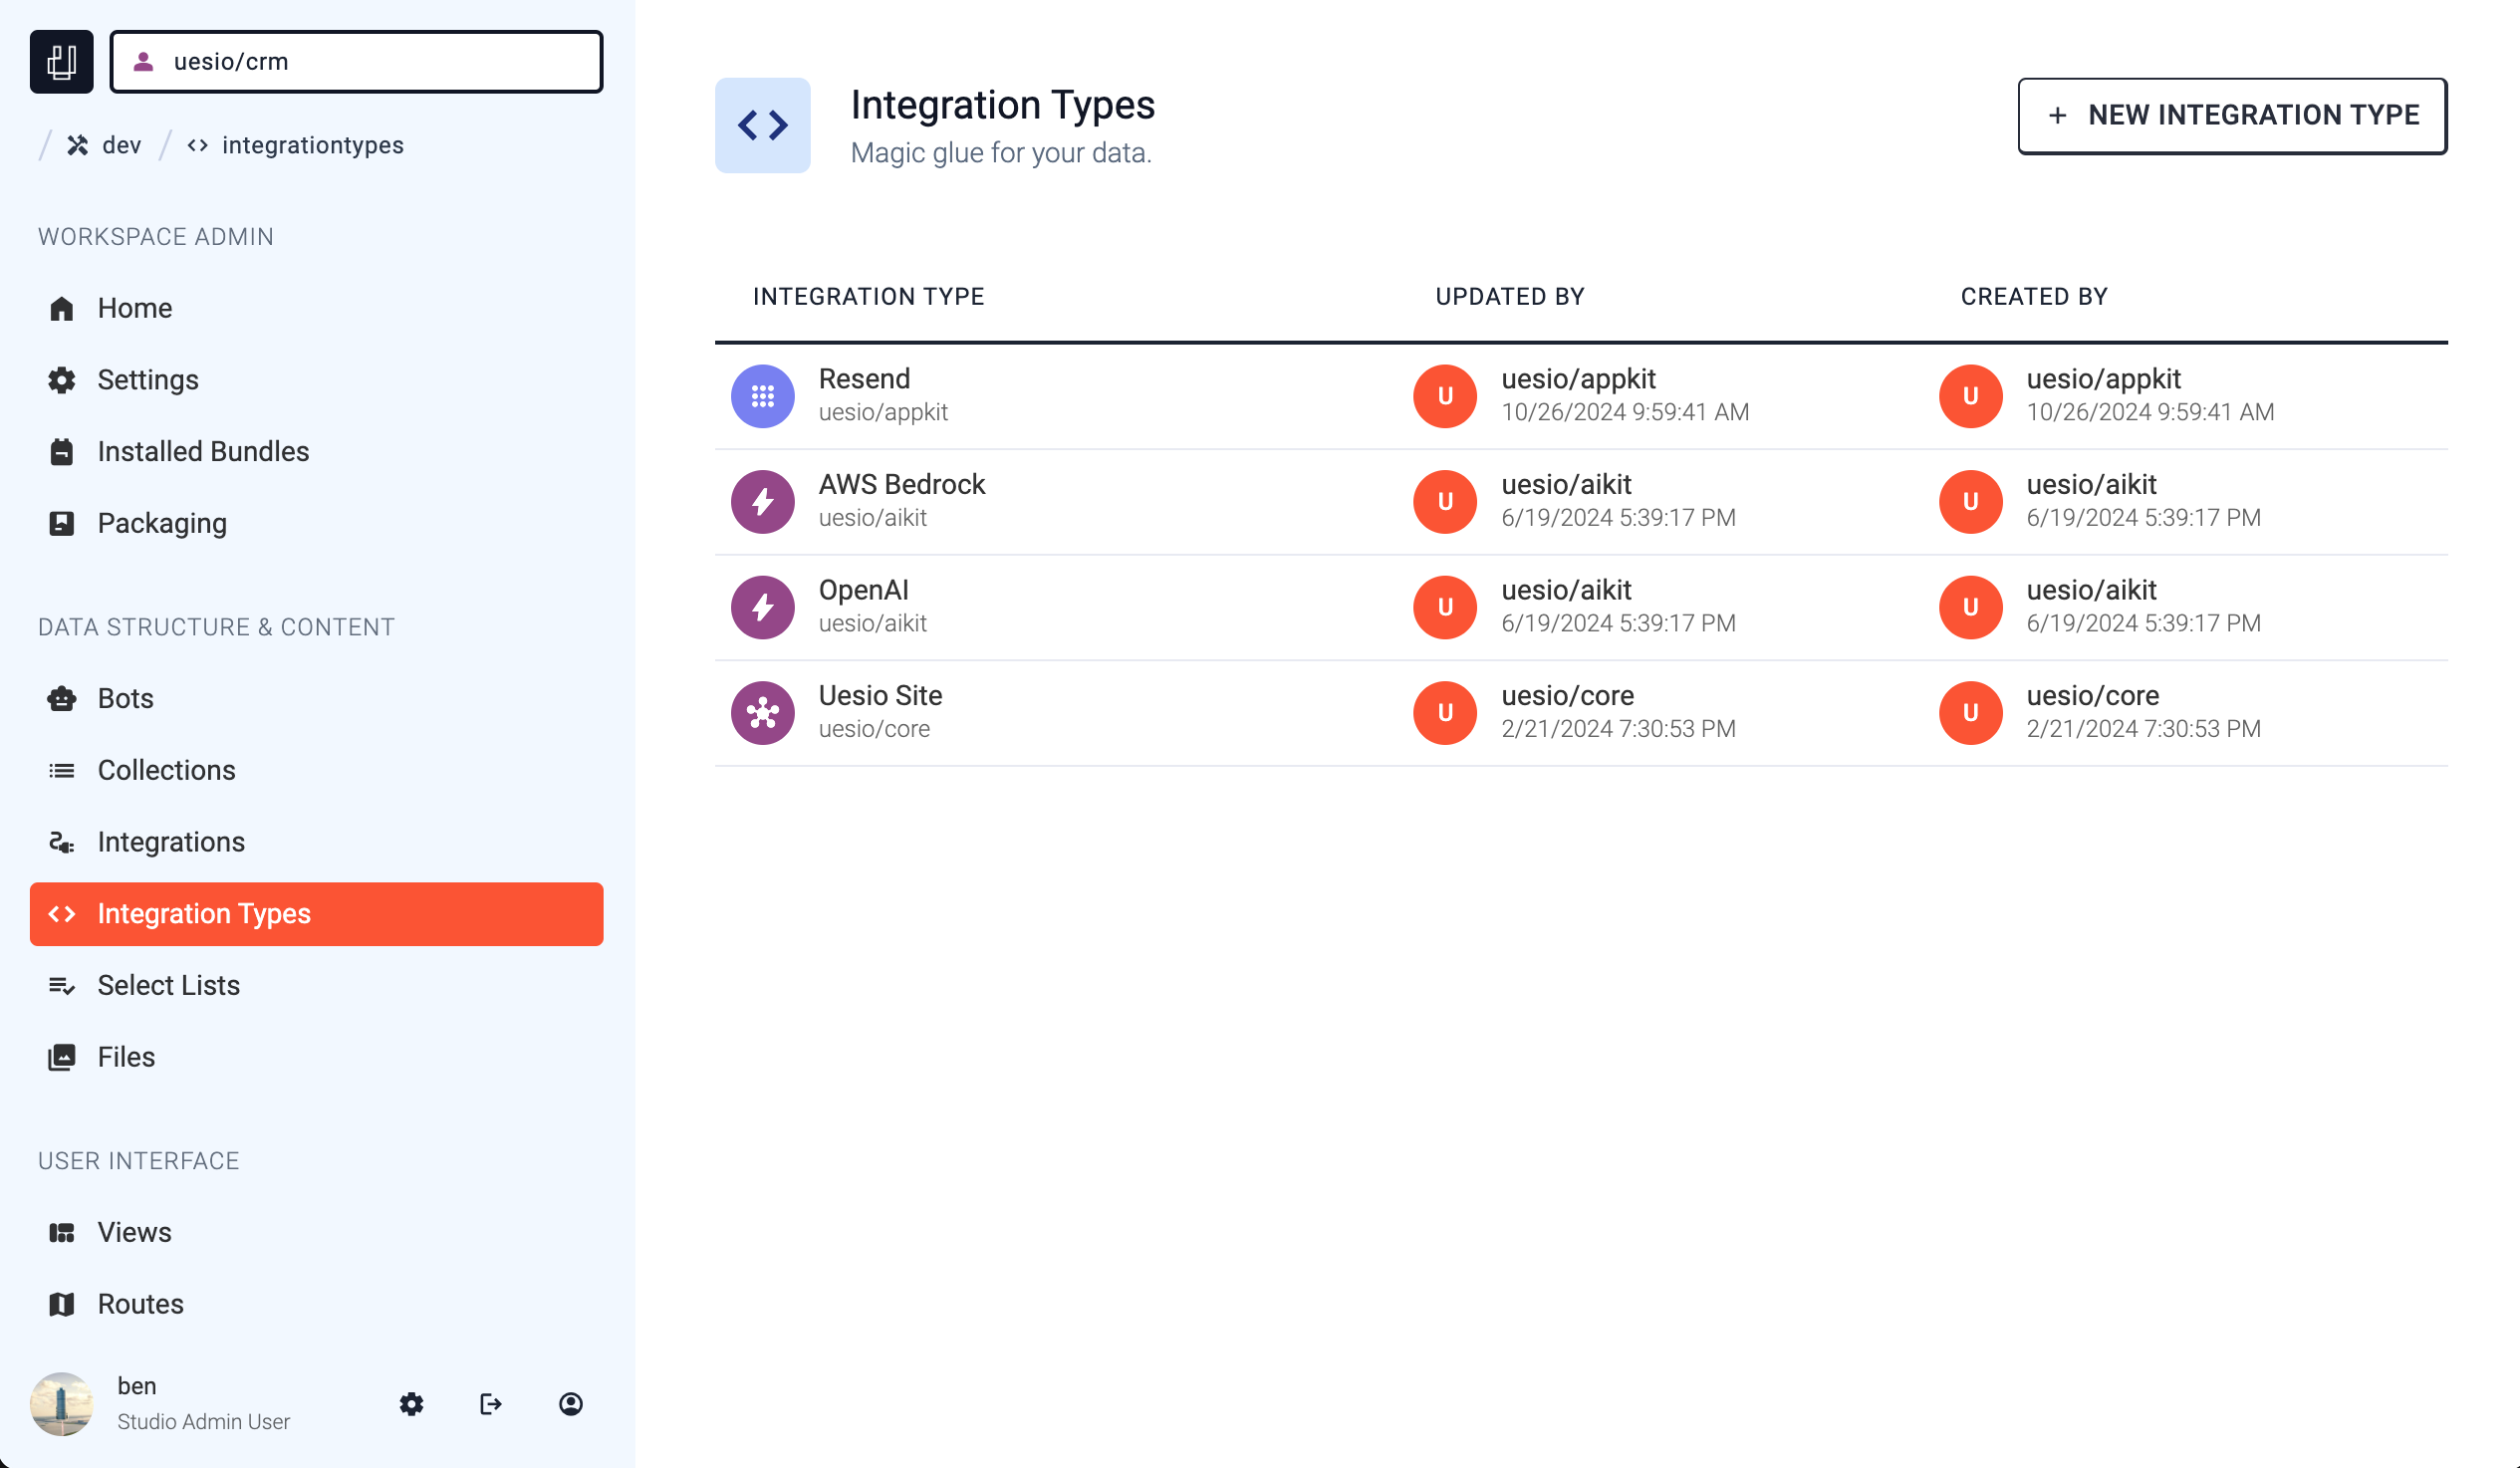 uesio/crm
/ dev / integrationtypes
WORKSPACE ADMIN
Home
Settings
Installed Bundles
Packaging
DATA STRUCTURE & CONTENT
Bots
Collections
Integrations
Integration Types
Select Lists
Files
USER INTERFACE
Views
Routes
ben
Studio Admin User
Integration Types
Magic glue for your data.
+ NEW INTEGRATION TYPE
INTEGRATION TYPE UPDATED BY CREATED BY
Resend U uesio/appkit U uesio/appkit
uesio/appkit 10/26/2024 9:59:41 AM 10/26/2024 9:59:41 AM
AWS Bedrock U uesio/aikit U uesio/aikit
uesio/aikit 6/19/2024 5:39:17 PM 6/19/2024 5:39:17 PM
OpenAI U uesio/aikit U uesio/aikit
uesio/aikit 6/19/2024 5:39:17 PM 6/19/2024 5:39:17 PM
Uesio Site U uesio/core U uesio/core
uesio/core 2/21/2024 7:30:53 PM 2/21/2024 7:30:53 PM